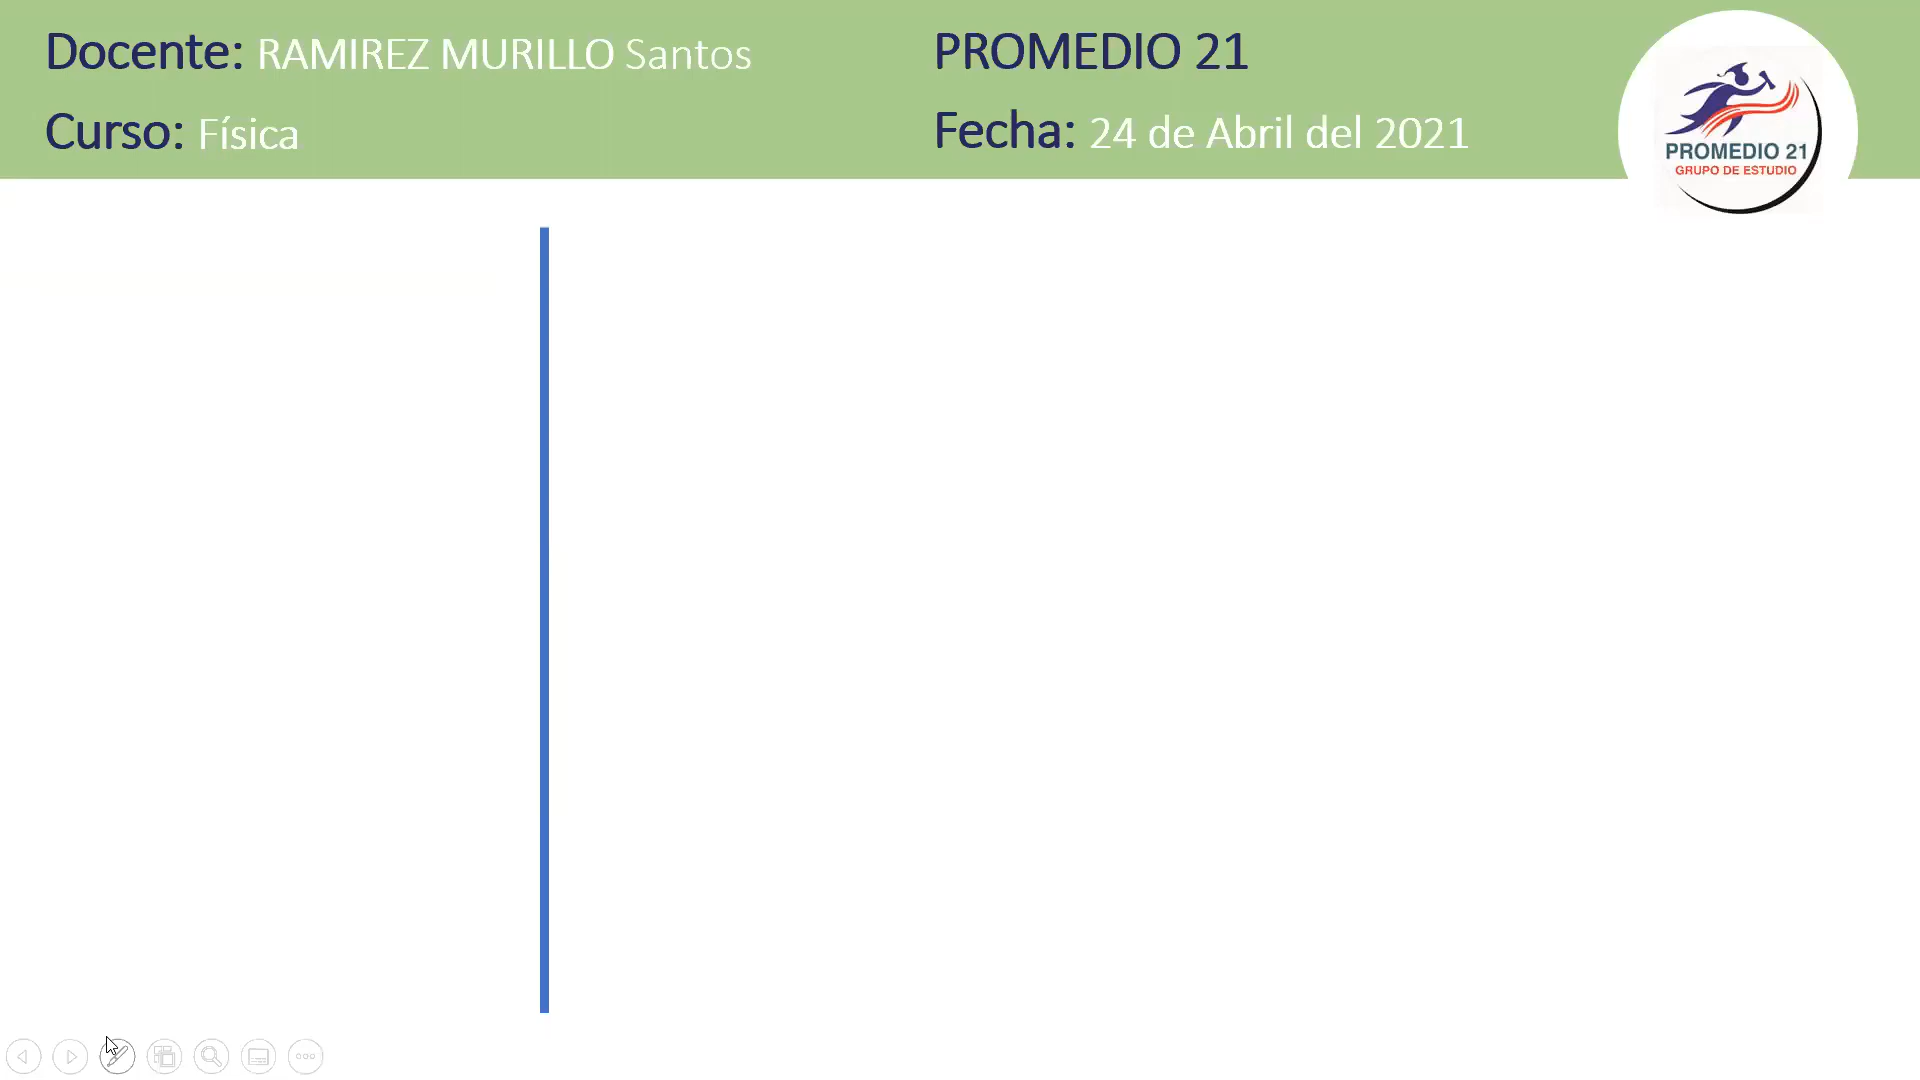 Docente: RAMIREZ MURILLO Santos
Curso: Física
PROMEDIO 21
Fecha: 24 de Abril del 2021
PROMEDIO 21
GRUPO DE ESTUDIO